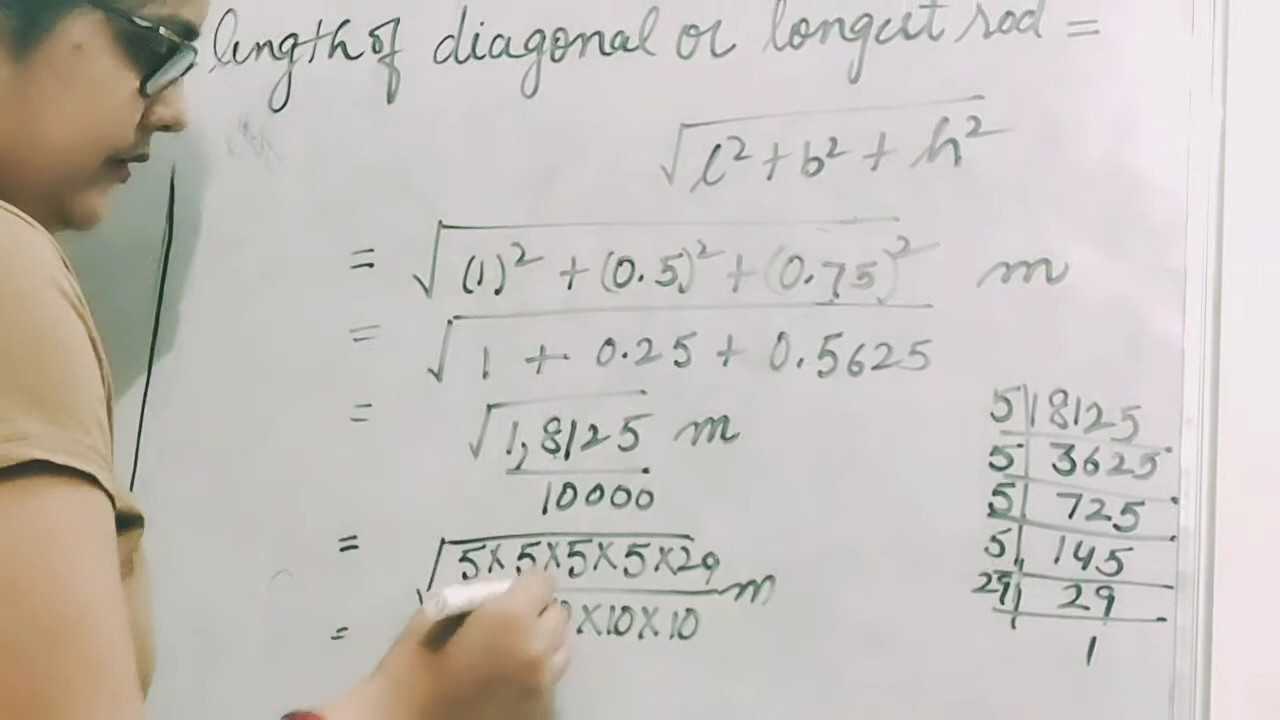 length of diagonal or longest rod =
√l² + b² + h²
= √(1)² + (0.5)² + (0.75)² m
= √1 + 0.25 + 0.5625
= √1,8125 m
10000
= √5×5×5×5×29 m
×10×10
=
5 | 18125
5 | 3625
5 | 725
5 | 145
29 | 29
1